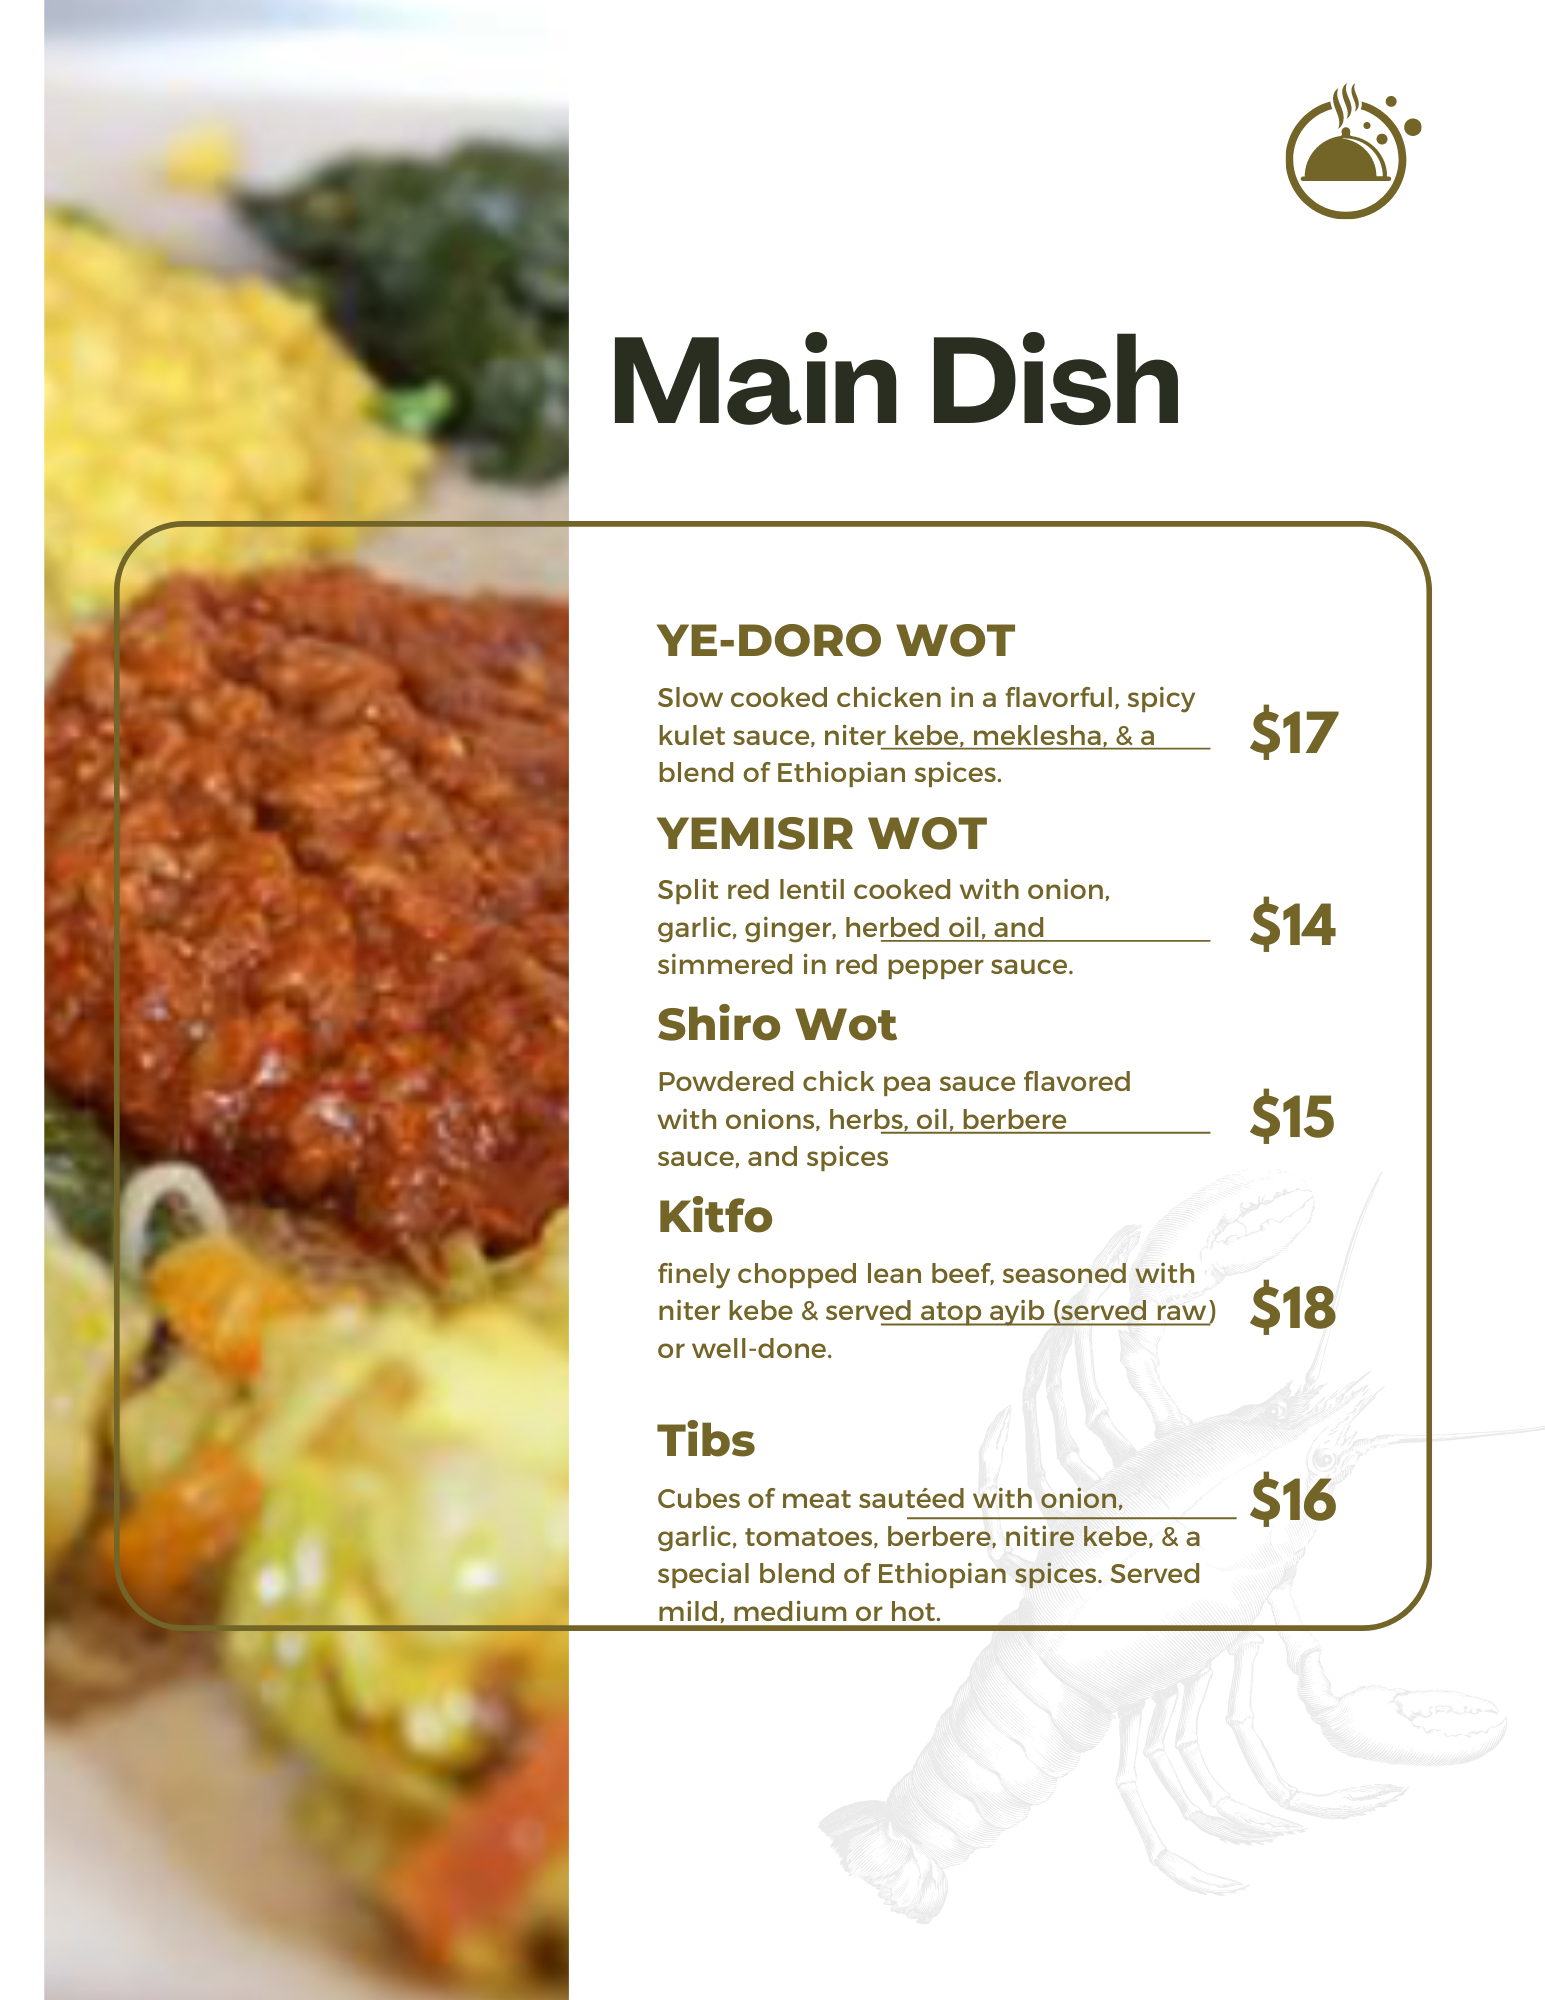 Main Dish
YE-DORO WOT
Slow cooked chicken in a flavorful, spicy
kulet sauce, niter kebe, meklesha, & a
blend of Ethiopian spices.
$17
YEMISIR WOT
Split red lentil cooked with onion,
garlic, ginger, herbed oil, and
simmered in red pepper sauce.
$14
Shiro Wot
Powdered chick pea sauce flavored
with onions, herbs, oil, berbere
sauce, and spices
$15
Kitfo
finely chopped lean beef, seasoned with
niter kebe & served atop ayib (served raw)
or well-done.
$18
Tibs
Cubes of meat sautéed with onion,
garlic, tomatoes, berbere, nitire kebe, & a
special blend of Ethiopian spices. Served
mild, medium or hot.
$16